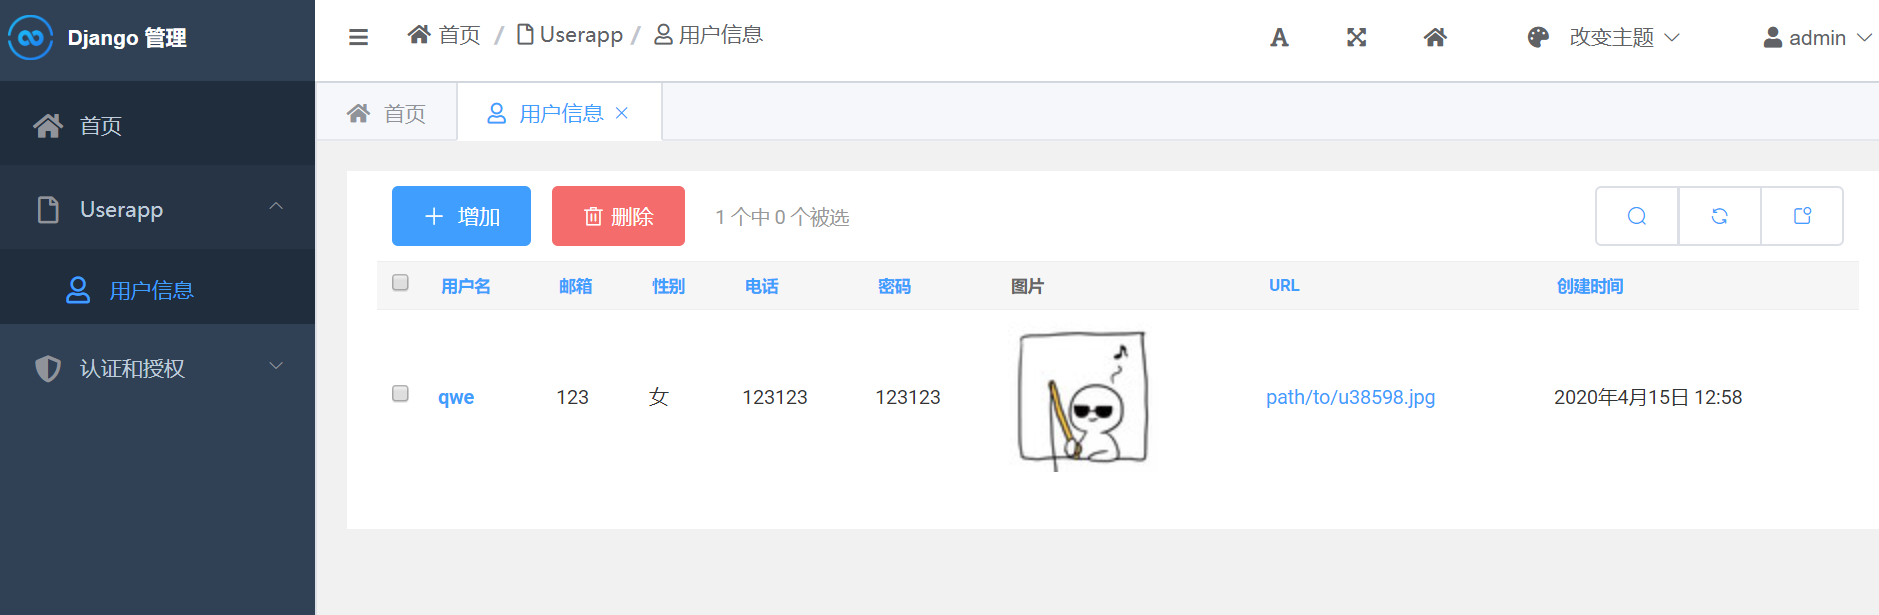 Django 管理
首页
Userapp
用户信息
认证和授权
首页 / Userapp / 用户信息
A
改变主题
admin
首页
用户信息
增加
删除
1 个中 0 个被选
用户名 邮箱 性别 电话 密码 图片 URL 创建时间
qwe 123 女 123123 123123 path/to/u38598.jpg 2020年4月15日 12:58